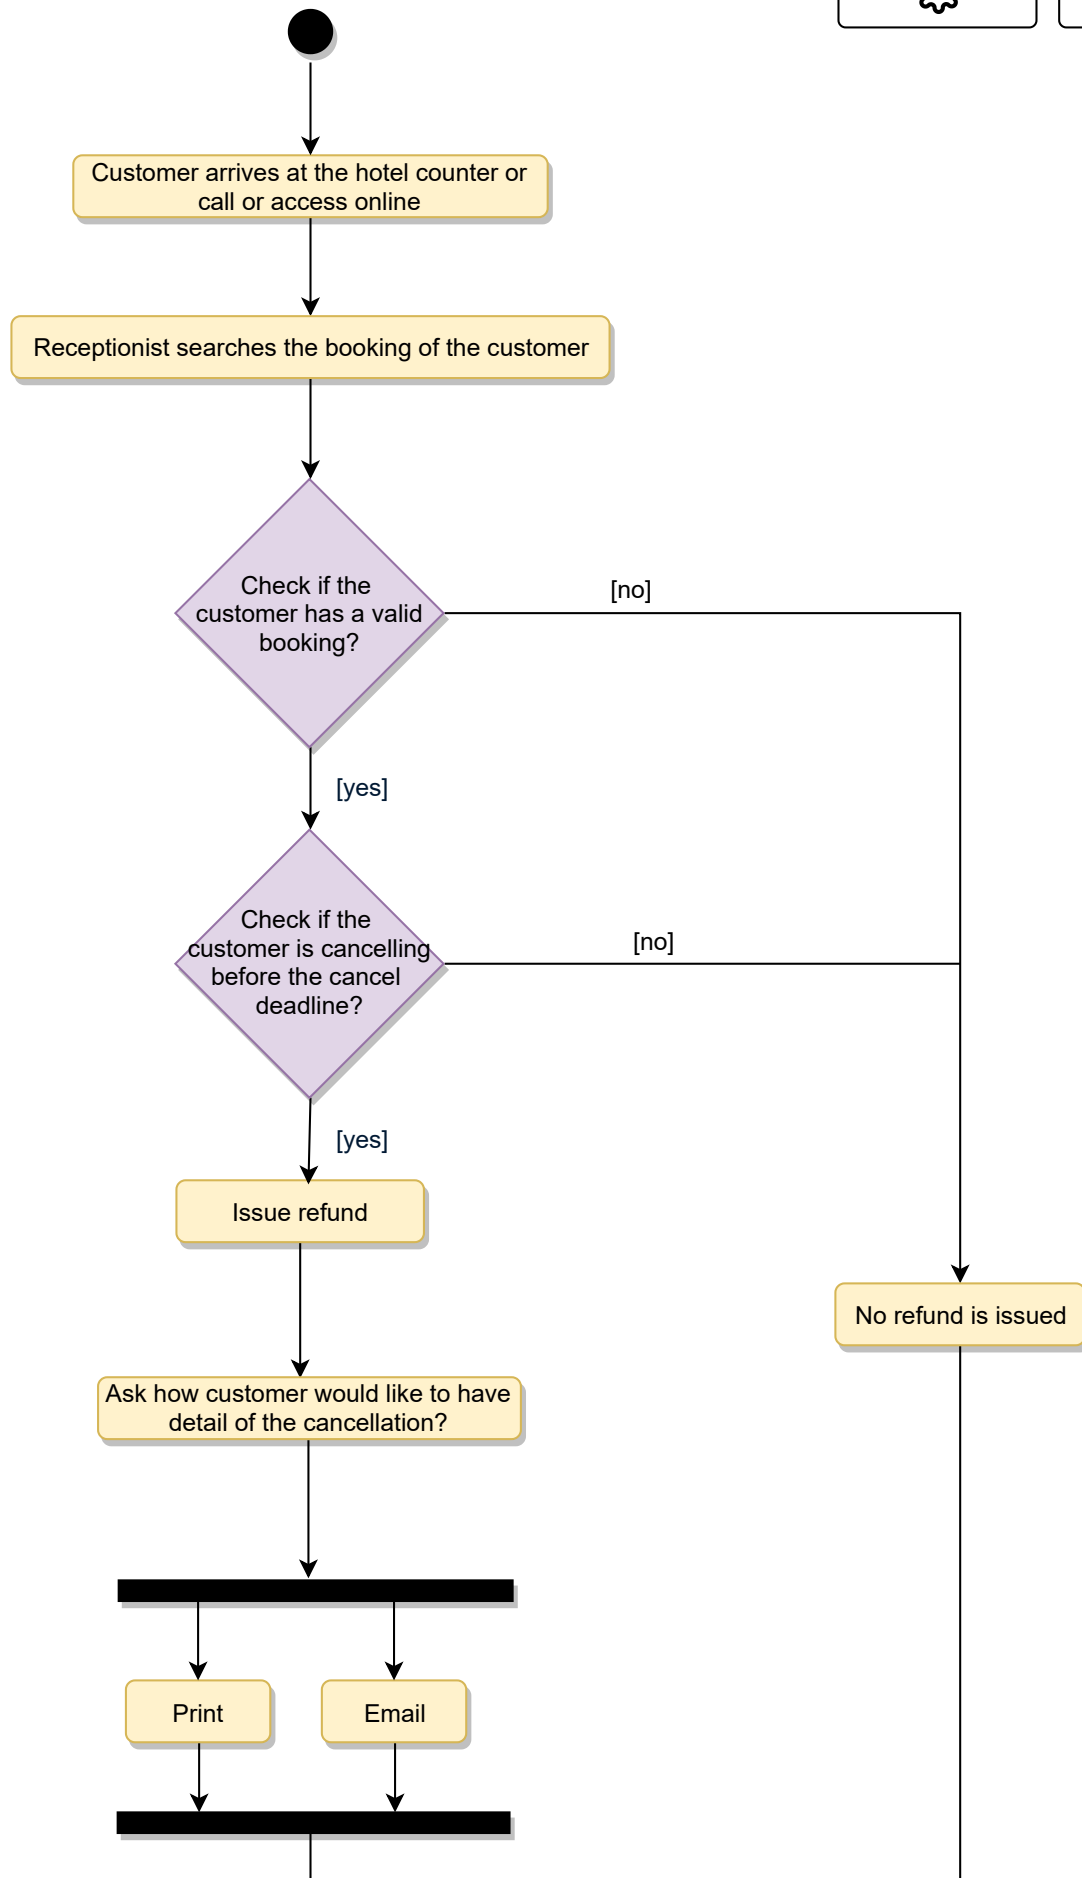 Customer arrives at the hotel counter or
call or access online
Receptionist searches the booking of the customer
Check if the
customer has a valid
booking?
[no]
[yes]
Check if the
customer is cancelling
before the cancel
deadline?
[no]
[yes]
Issue refund
No refund is issued
Ask how customer would like to have
detail of the cancellation?
Print
Email